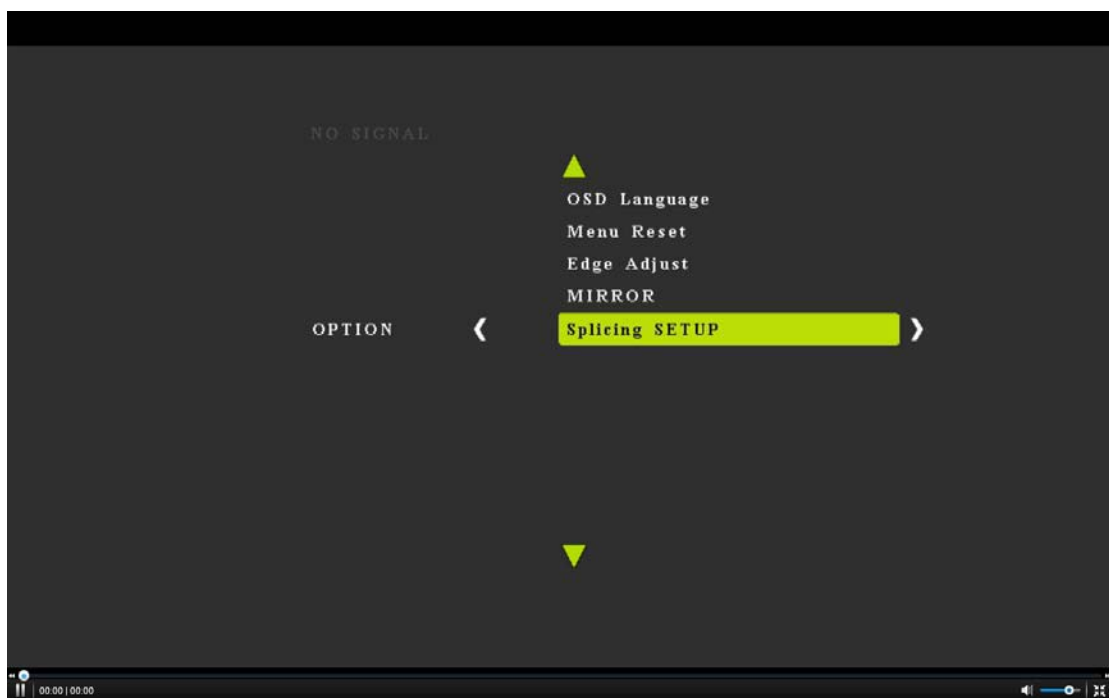 NO SIGNAL
OSD Language
Menu Reset
Edge Adjust
MIRROR
OPTION
Splicing SETUP
00:00 | 00:00